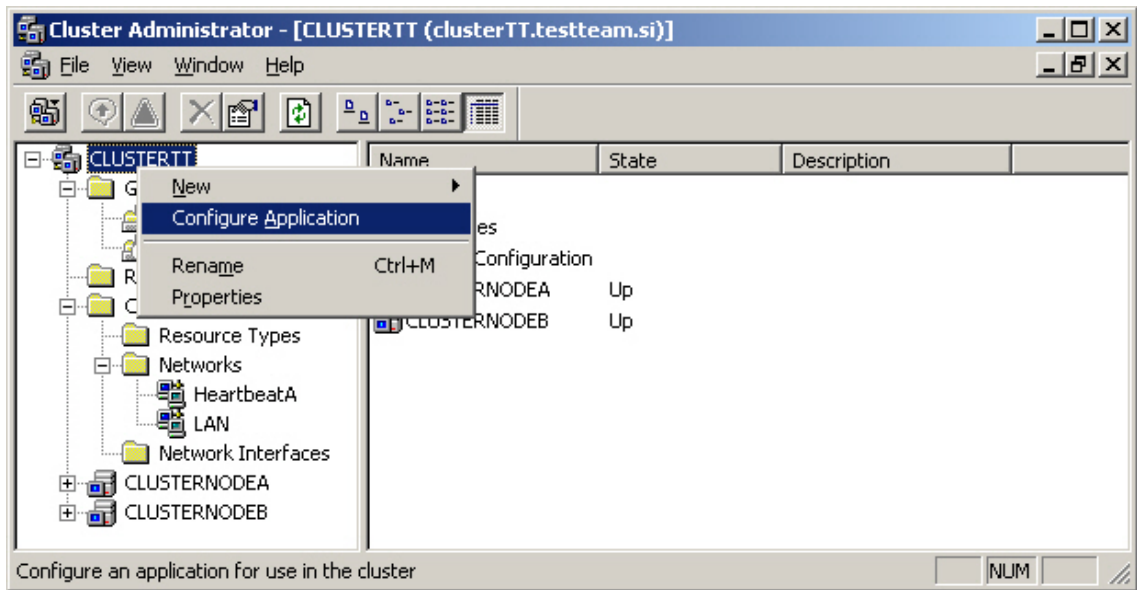 Cluster Administrator - [CLUSTERTT (clusterTT.testteam.si)]
File View Window Help
CLUSTERTT
G
R
C
Resource Types
Networks
HeartbeatA
LAN
Network Interfaces
CLUSTERNODEA
CLUSTERNODEB
New
Configure Application
Rename Ctrl+M
Properties
Name State Description
es
Configuration
RNODEA Up
CLUSTERNODEB Up
Configure an application for use in the cluster NUM